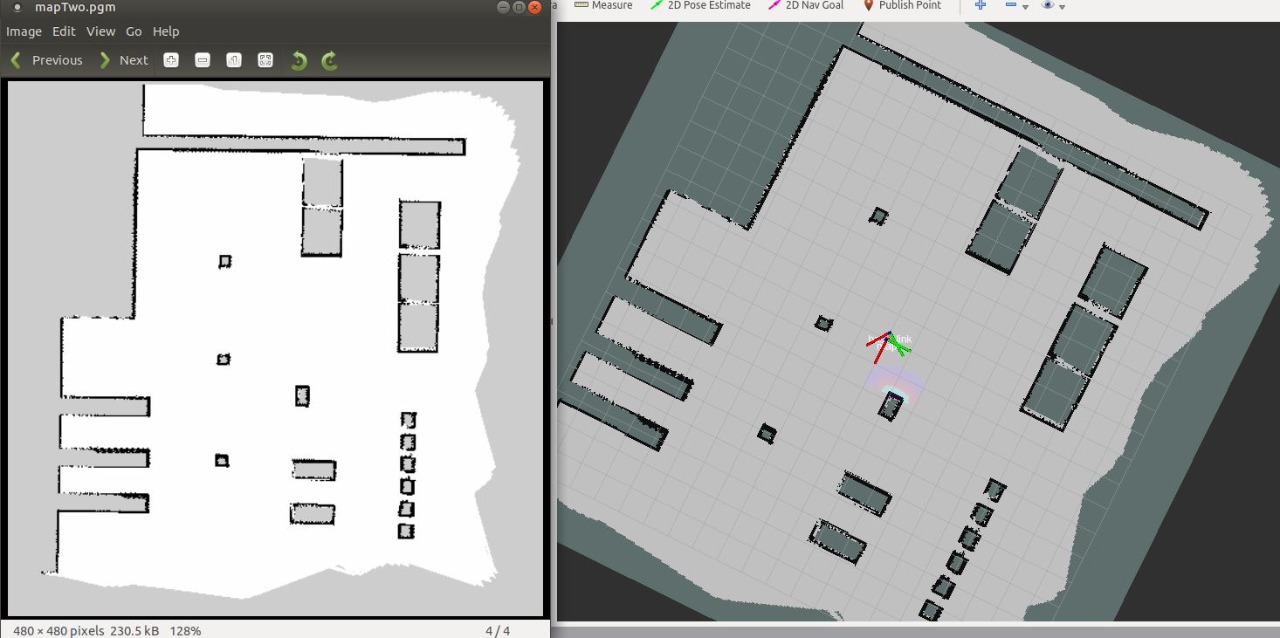 mapTwo.pgm
Image Edit View Go Help
Previous Next
480 × 480 pixels 230.5 kB 128% 4 / 4
Measure 2D Pose Estimate 2D Nav Goal Publish Point